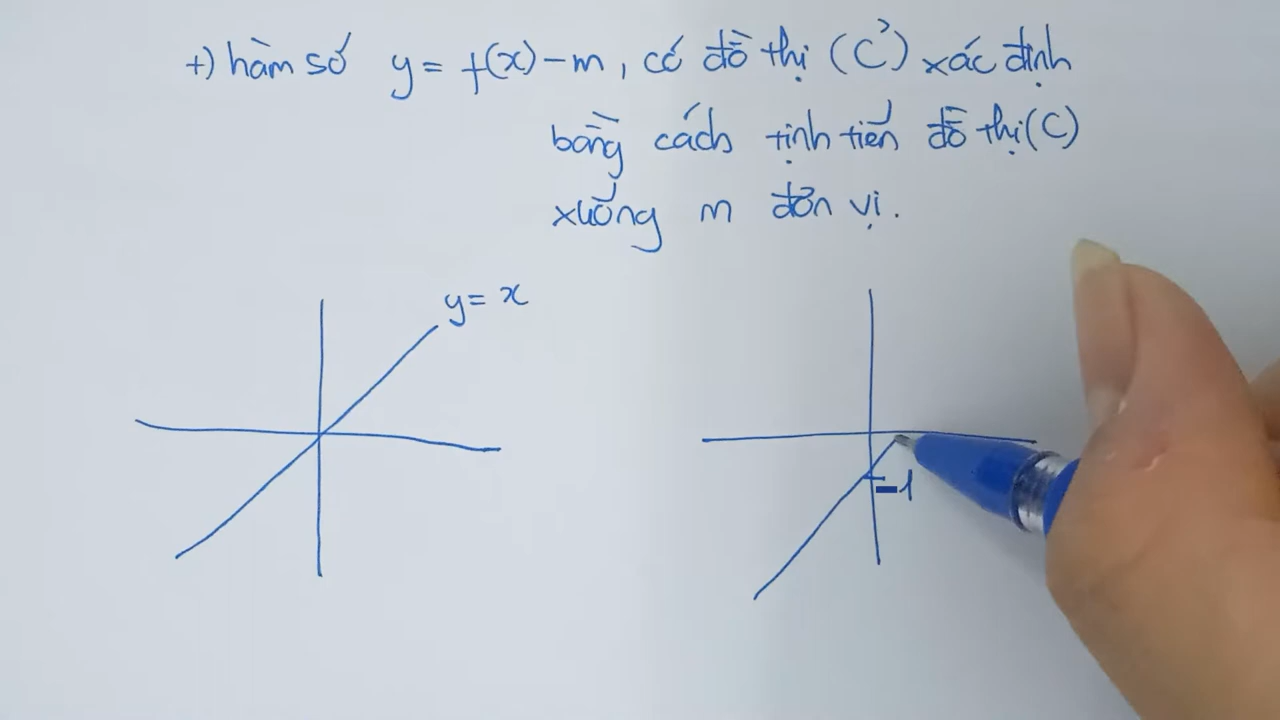 +) hàm số y = f(x) - m, có đồ thị (C') xác định
bằng cách tịnh tiến đồ thị (C)
xuống m đơn vị.
y = x
-1